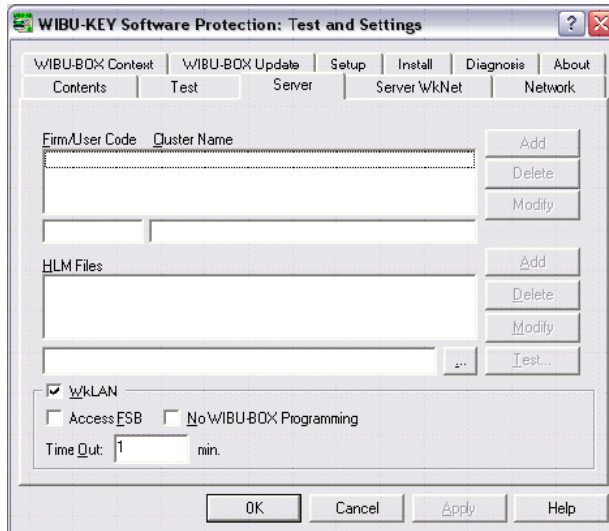 WIBU-KEY Software Protection: Test and Settings
WIBU-BOX Context WIBU-BOX Update Setup Install Diagnosis About
Contents Test Server Server WkNet Network
Firm/User Code Cluster Name
Add
Delete
Modify
HLM Files
Add
Delete
Modify
... Test...
WkLAN
Access FSB No WIBU-BOX Programming
Time Out: 1 min.
OK Cancel Apply Help